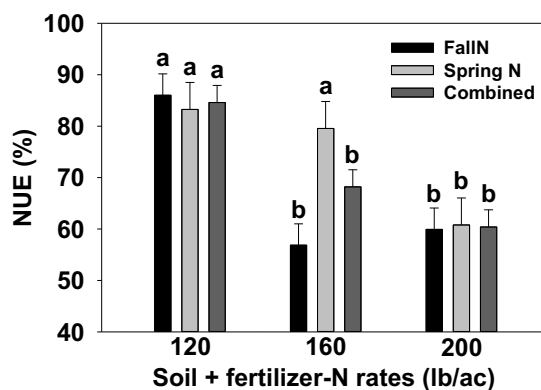 100
90
80
70
60
50
40
NUE (%)
FallN
Spring N
Combined
a a a
b a b
b b b
120 160 200
Soil + fertilizer-N rates (lb/ac)